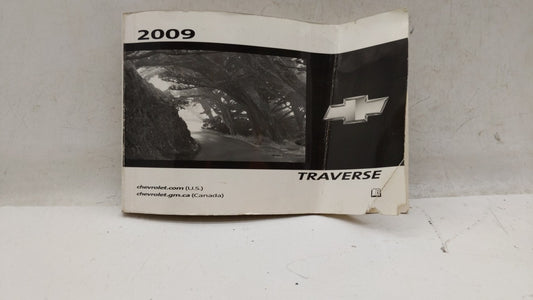 2009
TRAVERSE
chevrolet.com (U.S.)
chevrolet.gm.ca (Canada)